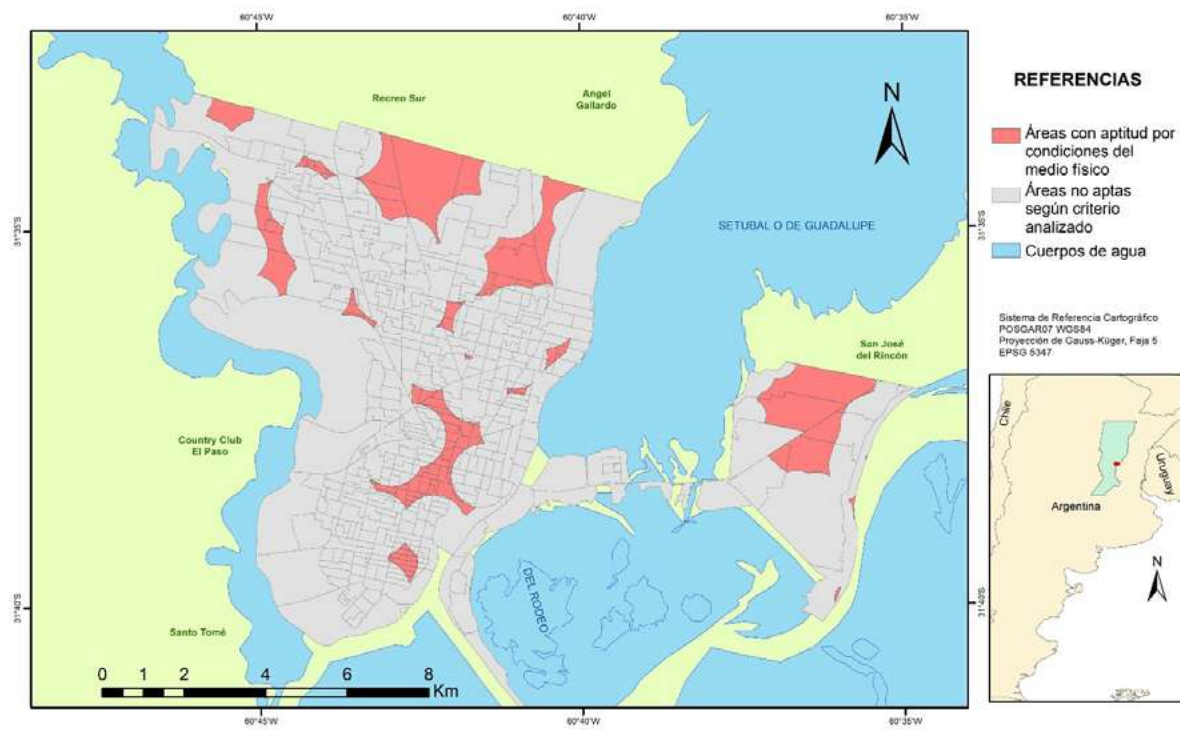 60°45'W
60°40'W
60°35'W
Recreo Sur
Angel
Gallardo
N
REFERENCIAS
Áreas con aptitud por
condiciones del
medio físico
Áreas no aptas
según criterio
analizado
Cuerpos de agua
31°35'S
31°35'S
SETUBAL O DE GUADALUPE
Sistema de Referencia Cartográfico
POSGAR07 WGS84
Proyección de Gauss-Küger, Faja 5
EPSG 5347
San José
del Rincón
Country Club
El Paso
Chile
Uruguay
Argentina
N
DEL RODEO
31°40'S
31°40'S
Santo Tomé
0 1 2 4 6 8
Km
60°45'W
60°40'W
60°35'W